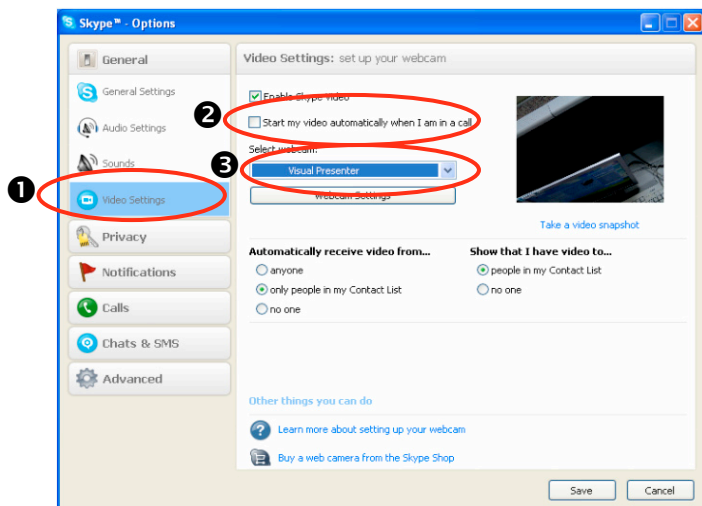 Skype™ - Options
General
General Settings
Audio Settings
Sounds
Video Settings
Privacy
Notifications
Calls
Chats & SMS
Advanced
Video Settings: set up your webcam
Enable Skype video
❷
Start my video automatically when I am in a call
Select webcam:
❸
Visual Presenter
❶
Webcam Settings
Take a video snapshot
Automatically receive video from...
anyone
only people in my Contact List
no one
Show that I have video to...
people in my Contact List
no one
Other things you can do
Learn more about setting up your webcam
Buy a web camera from the Skype Shop
Save
Cancel